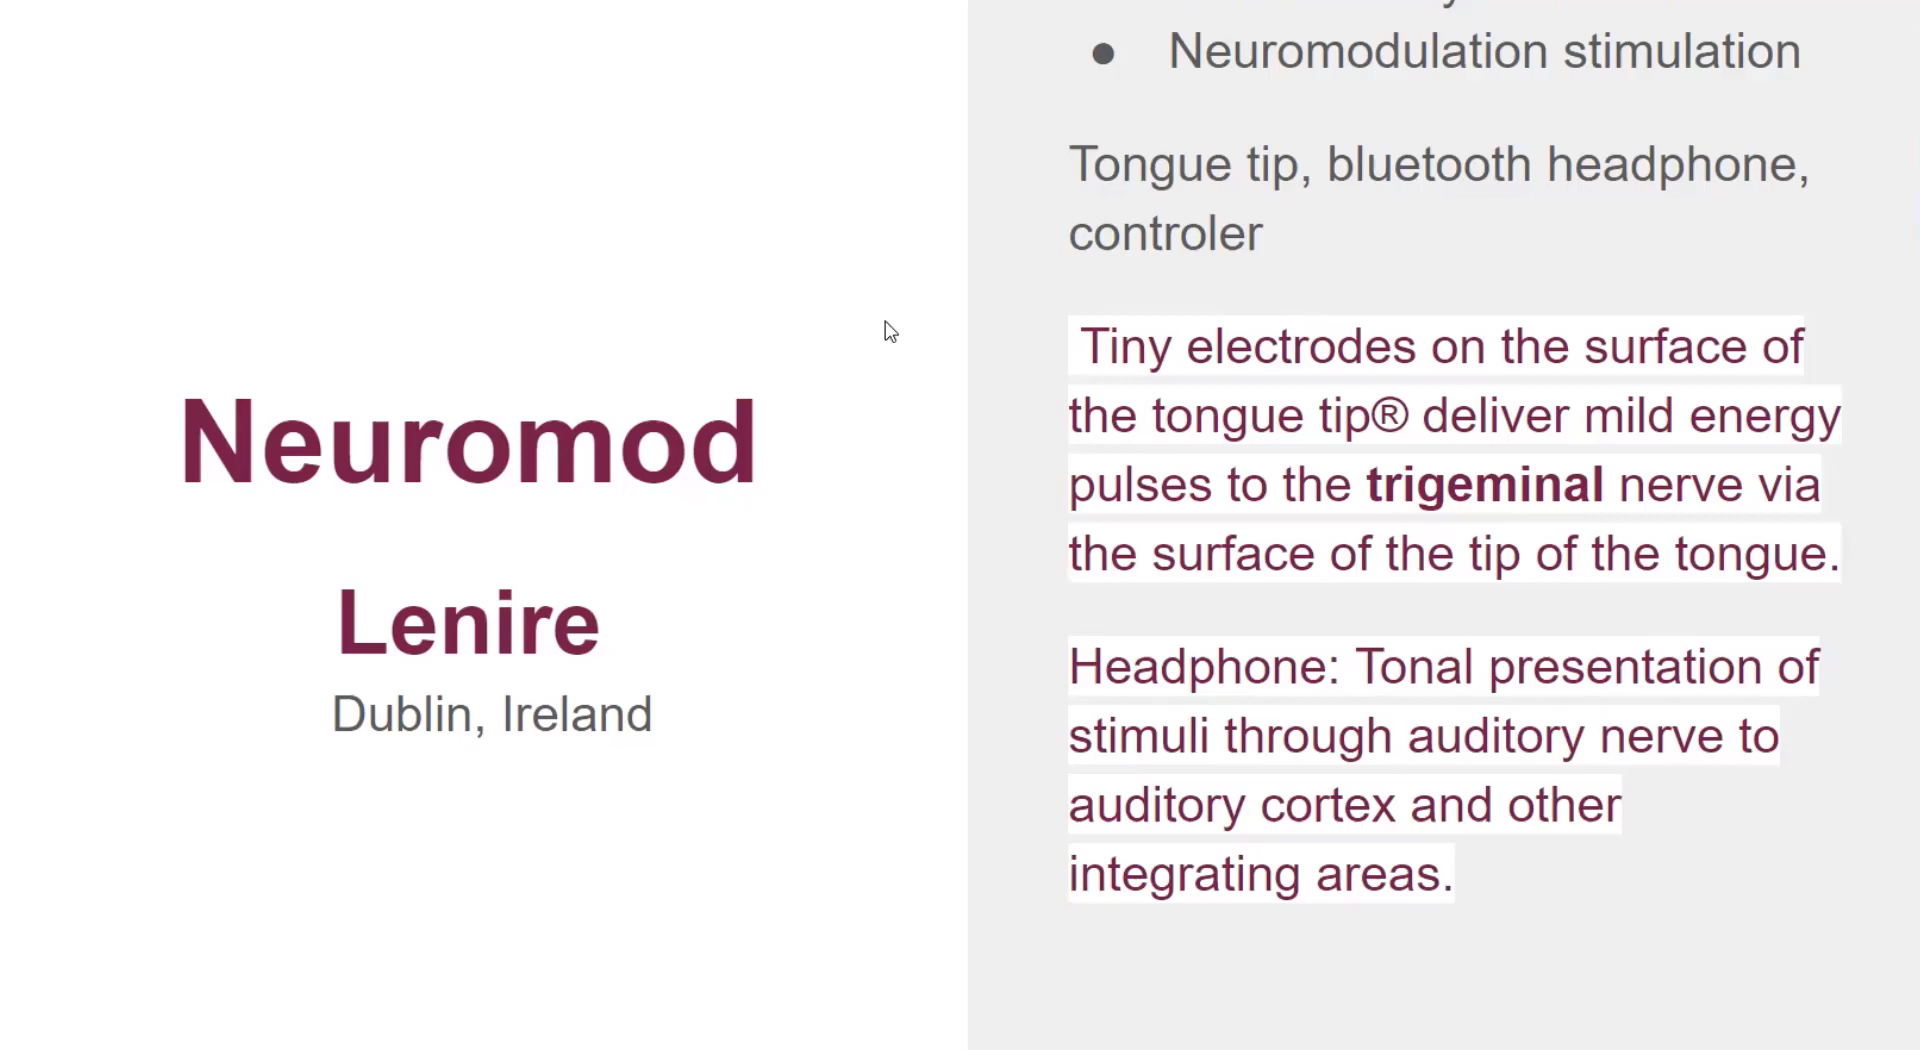 Neuromod
Lenire
Dublin, Ireland
● Neuromodulation stimulation
Tongue tip, bluetooth headphone,
controler
Tiny electrodes on the surface of
the tongue tip® deliver mild energy
pulses to the trigeminal nerve via
the surface of the tip of the tongue.
Headphone: Tonal presentation of
stimuli through auditory nerve to
auditory cortex and other
integrating areas.